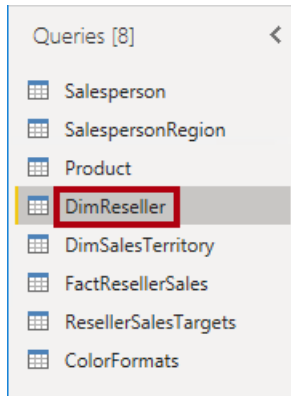 Queries [8]
Salesperson
SalespersonRegion
Product
DimReseller
DimSalesTerritory
FactResellerSales
ResellerSalesTargets
ColorFormats